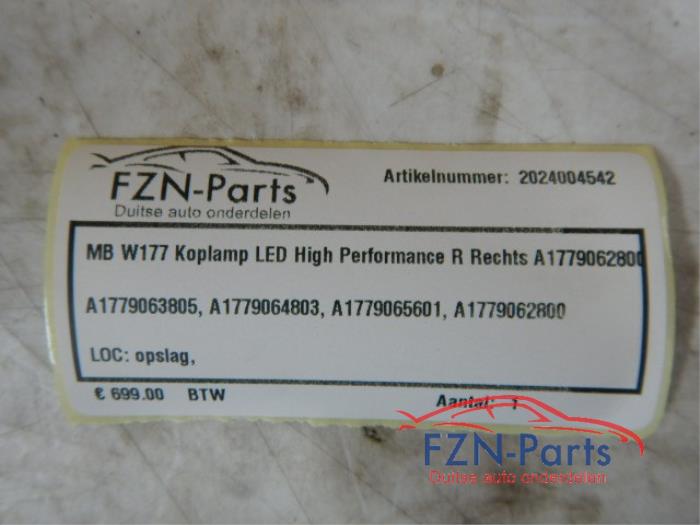 FZN-Parts
Duitse auto onderdelen
Artikelnummer: 2024004542
MB W177 Koplamp LED High Performance R Rechts A1779062800
A1779063805, A1779064803, A1779065601, A1779062800
LOC: opslag,
€ 699.00 BTW
Aantal: 1
FZN-Parts
Duitse auto onderdelen